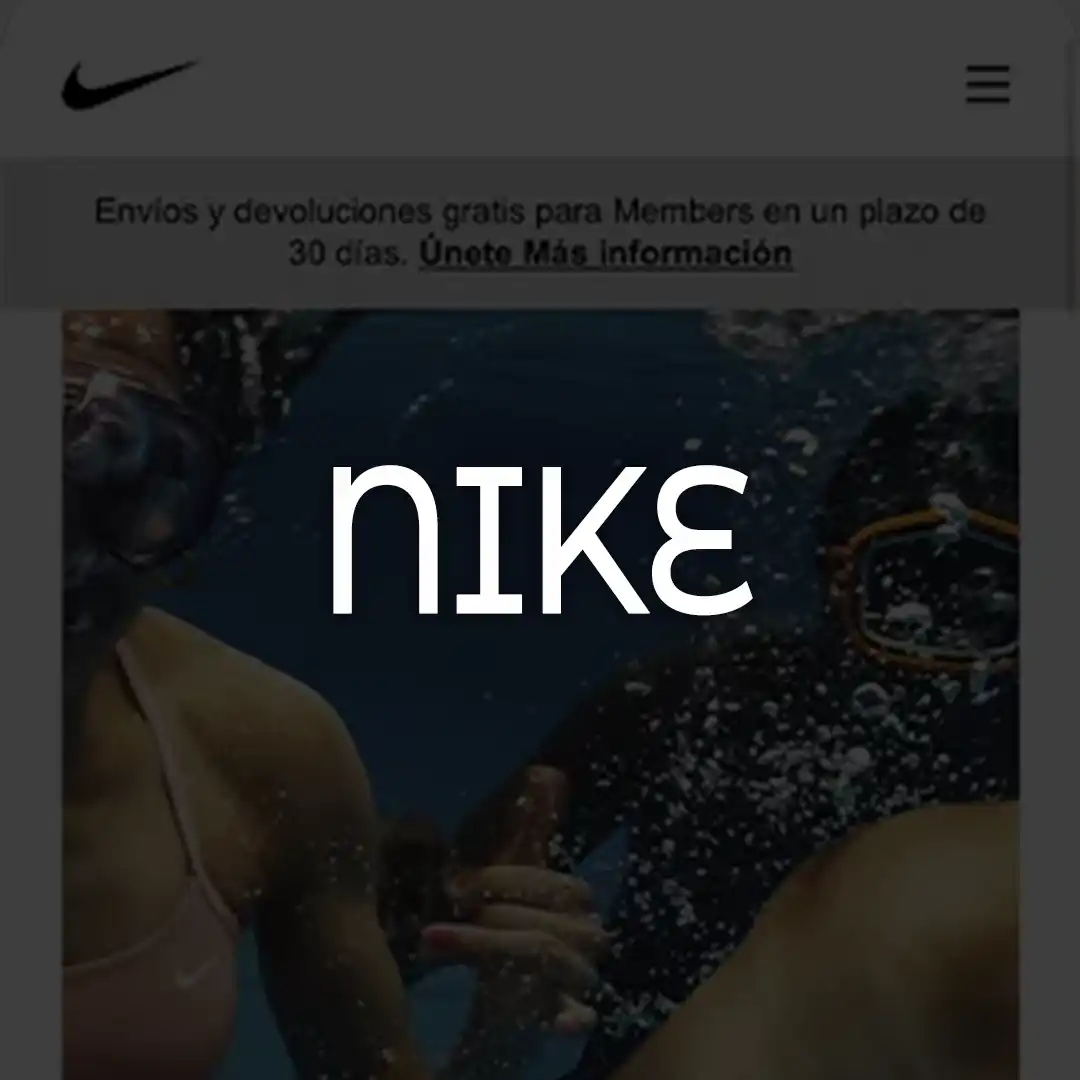 Envíos y devoluciones gratis para Members en un plazo de
30 días. Únete Más información
NIKE